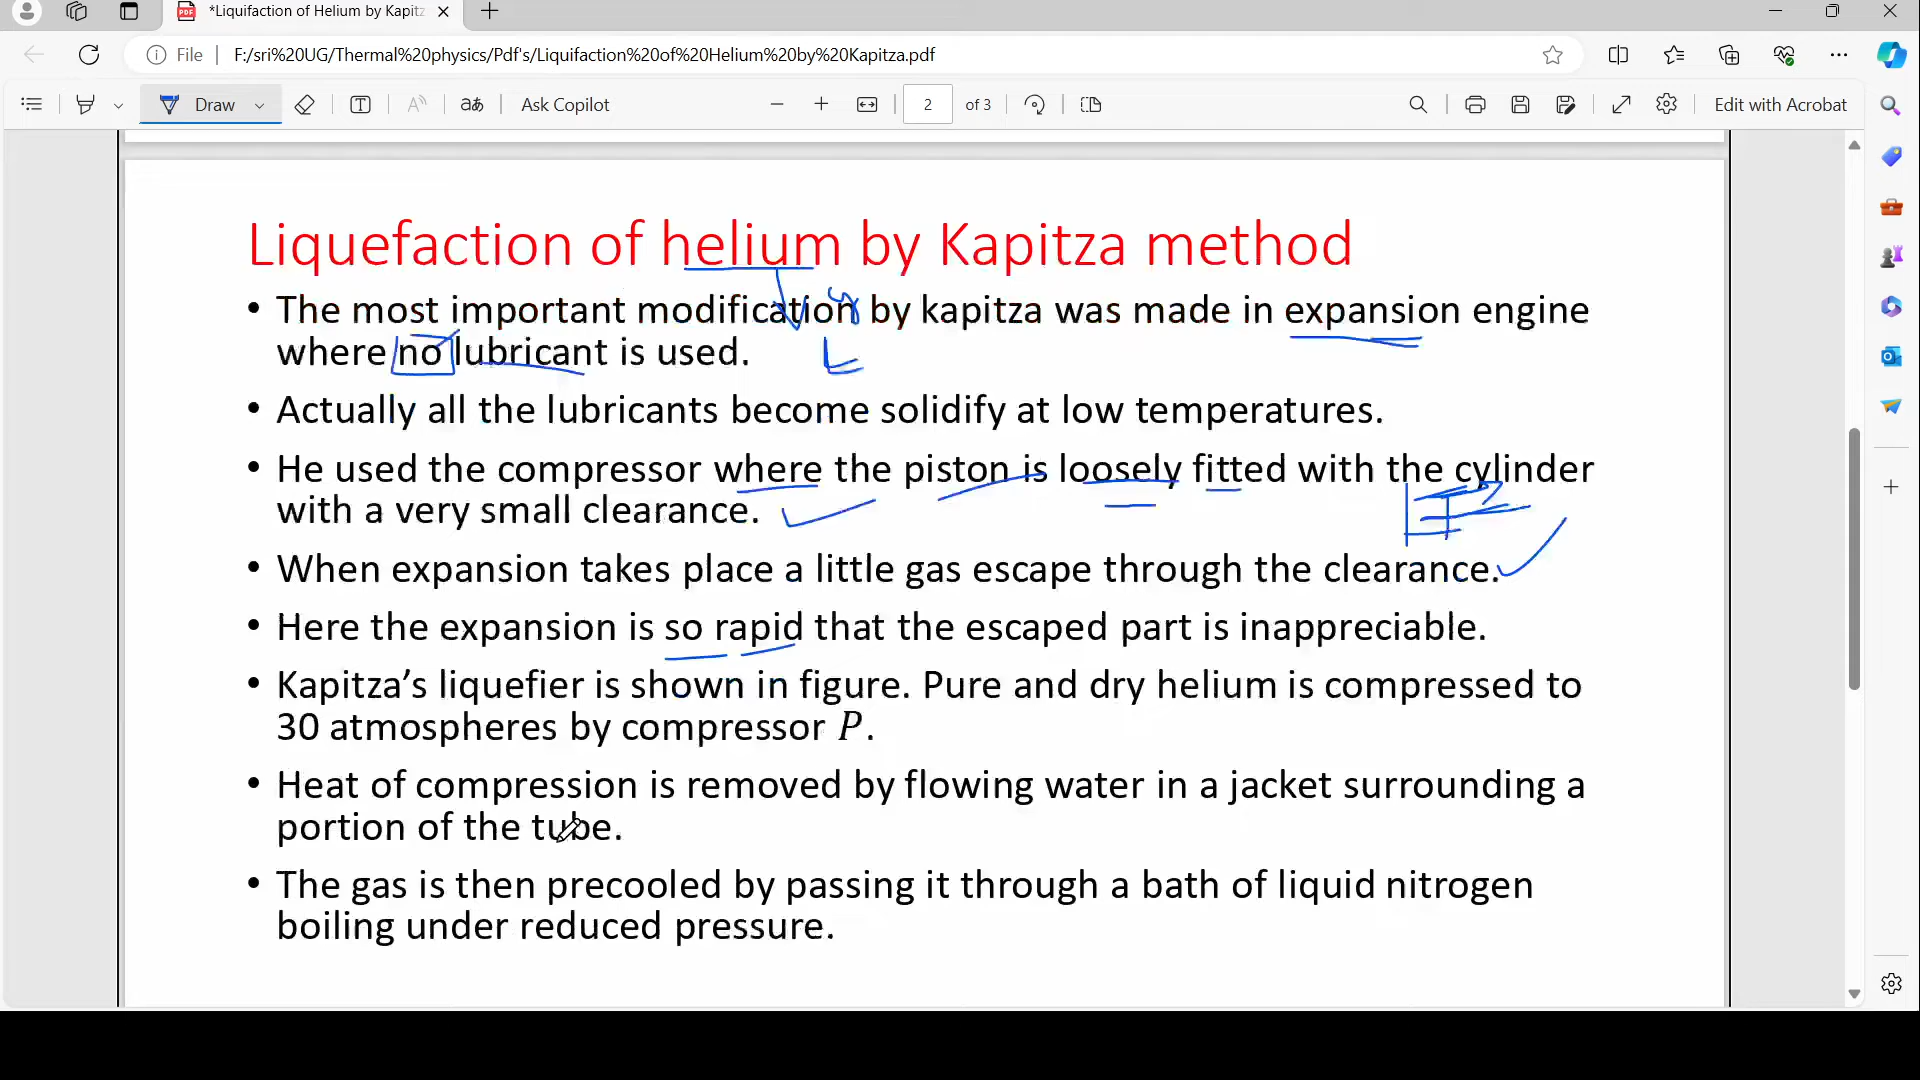 *Liquifaction of Helium by Kapitz
File
F:/sri%20UG/Thermal%20physics/Pdf's/Liquifaction%20of%20Helium%20by%20Kapitza.pdf
Draw
Ask Copilot
2
of 3
Edit with Acrobat
Liquefaction of helium by Kapitza method
• The most important modification by kapitza was made in expansion engine
where no lubricant is used.
• Actually all the lubricants become solidify at low temperatures.
• He used the compressor where the piston is loosely fitted with the cylinder
with a very small clearance.
• When expansion takes place a little gas escape through the clearance.
• Here the expansion is so rapid that the escaped part is inappreciable.
• Kapitza’s liquefier is shown in figure. Pure and dry helium is compressed to
30 atmospheres by compressor P.
• Heat of compression is removed by flowing water in a jacket surrounding a
portion of the tube.
• The gas is then precooled by passing it through a bath of liquid nitrogen
boiling under reduced pressure.